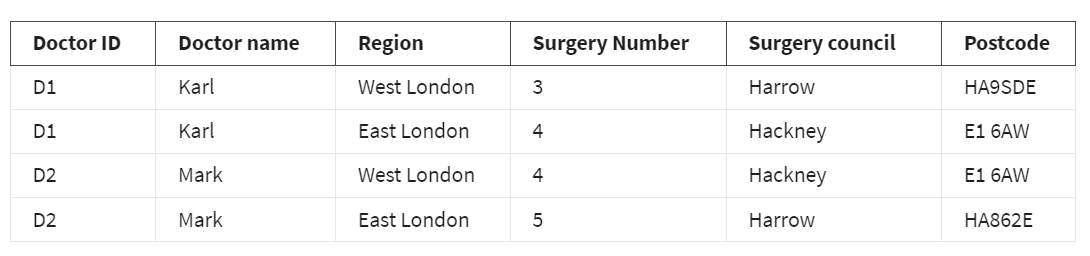 Doctor ID Doctor name Region Surgery Number Surgery council Postcode
D1 Karl West London 3 Harrow HA9SDE
D1 Karl East London 4 Hackney E1 6AW
D2 Mark West London 4 Hackney E1 6AW
D2 Mark East London 5 Harrow HA862E